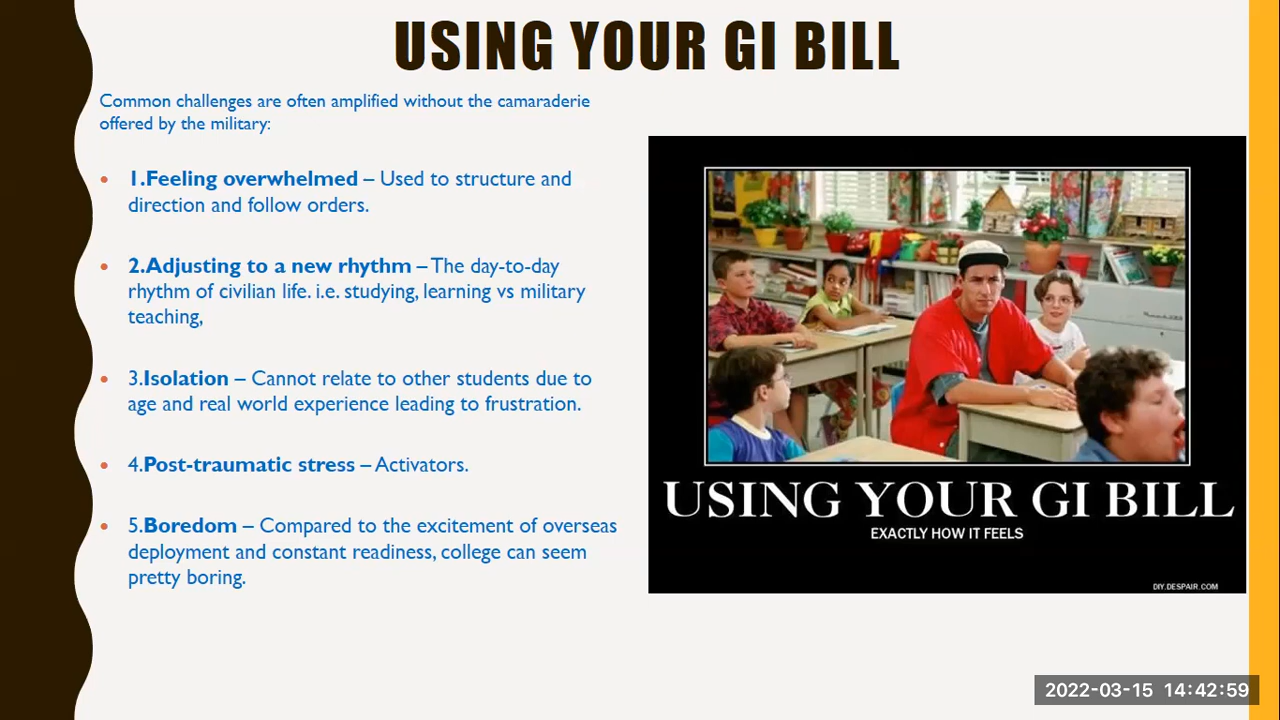 USING YOUR GI BILL
Common challenges are often amplified without the camaraderie
offered by the military:
• 1.Feeling overwhelmed – Used to structure and
direction and follow orders.
• 2.Adjusting to a new rhythm – The day-to-day
rhythm of civilian life. i.e. studying, learning vs military
teaching,
• 3.Isolation – Cannot relate to other students due to
age and real world experience leading to frustration.
• 4.Post-traumatic stress – Activators.
• 5.Boredom – Compared to the excitement of overseas
deployment and constant readiness, college can seem
pretty boring.
USING YOUR GI BILL
EXACTLY HOW IT FEELS
DIY.DESPAIR.COM
2022-03-15 14:42:59